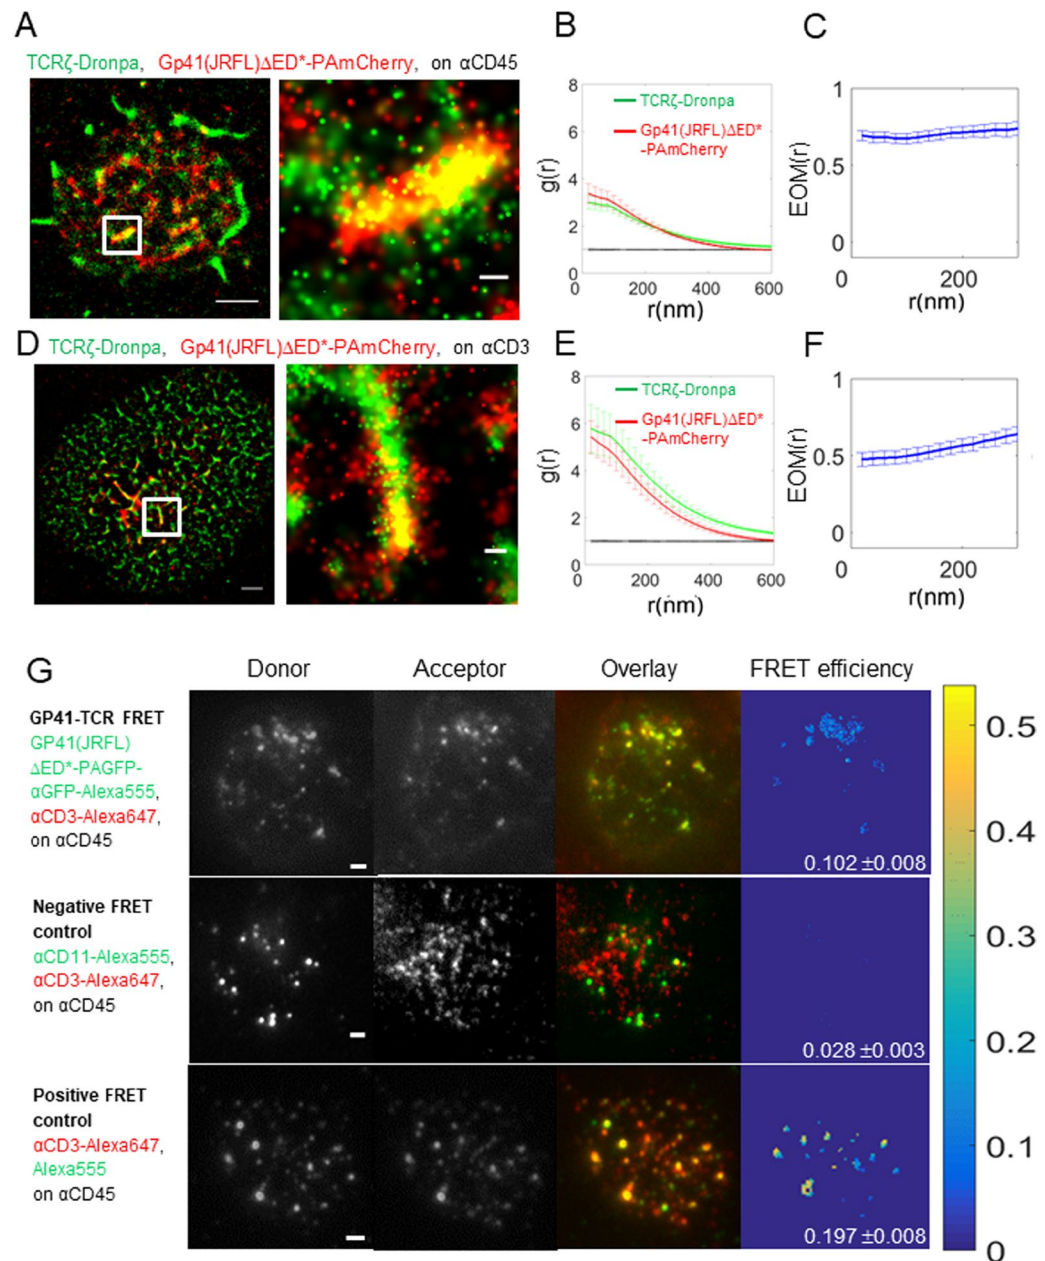 A
TCRζ-Dronpa, Gp41(JRFL)ΔED*-PAmCherry, on αCD45
B
8
6
4
2
0
g(r)
TCRζ-Dronpa
Gp41(JRFL)ΔED*
-PAmCherry
0 200 400 600
r(nm)
C
1
0.5
0
EOM(r)
0 200
r(nm)
D
TCRζ-Dronpa, Gp41(JRFL)ΔED*-PAmCherry, on αCD3
E
8
6
4
2
0
g(r)
TCRζ-Dronpa
Gp41(JRFL)ΔED*
-PAmCherry
0 200 400 600
r(nm)
F
1
0.5
0
EOM(r)
0 200
r(nm)
G
Donor Acceptor Overlay FRET efficiency
GP41-TCR FRET
GP41(JRFL)
ΔED*-PAGFP-
αGFP-Alexa555,
αCD3-Alexa647,
on αCD45
0.102 ±0.008
Negative FRET
control
αCD11-Alexa555,
αCD3-Alexa647,
on αCD45
0.028 ±0.003
Positive FRET
control
αCD3-Alexa647,
Alexa555
on αCD45
0.197 ±0.008
0.5
0.4
0.3
0.2
0.1
0